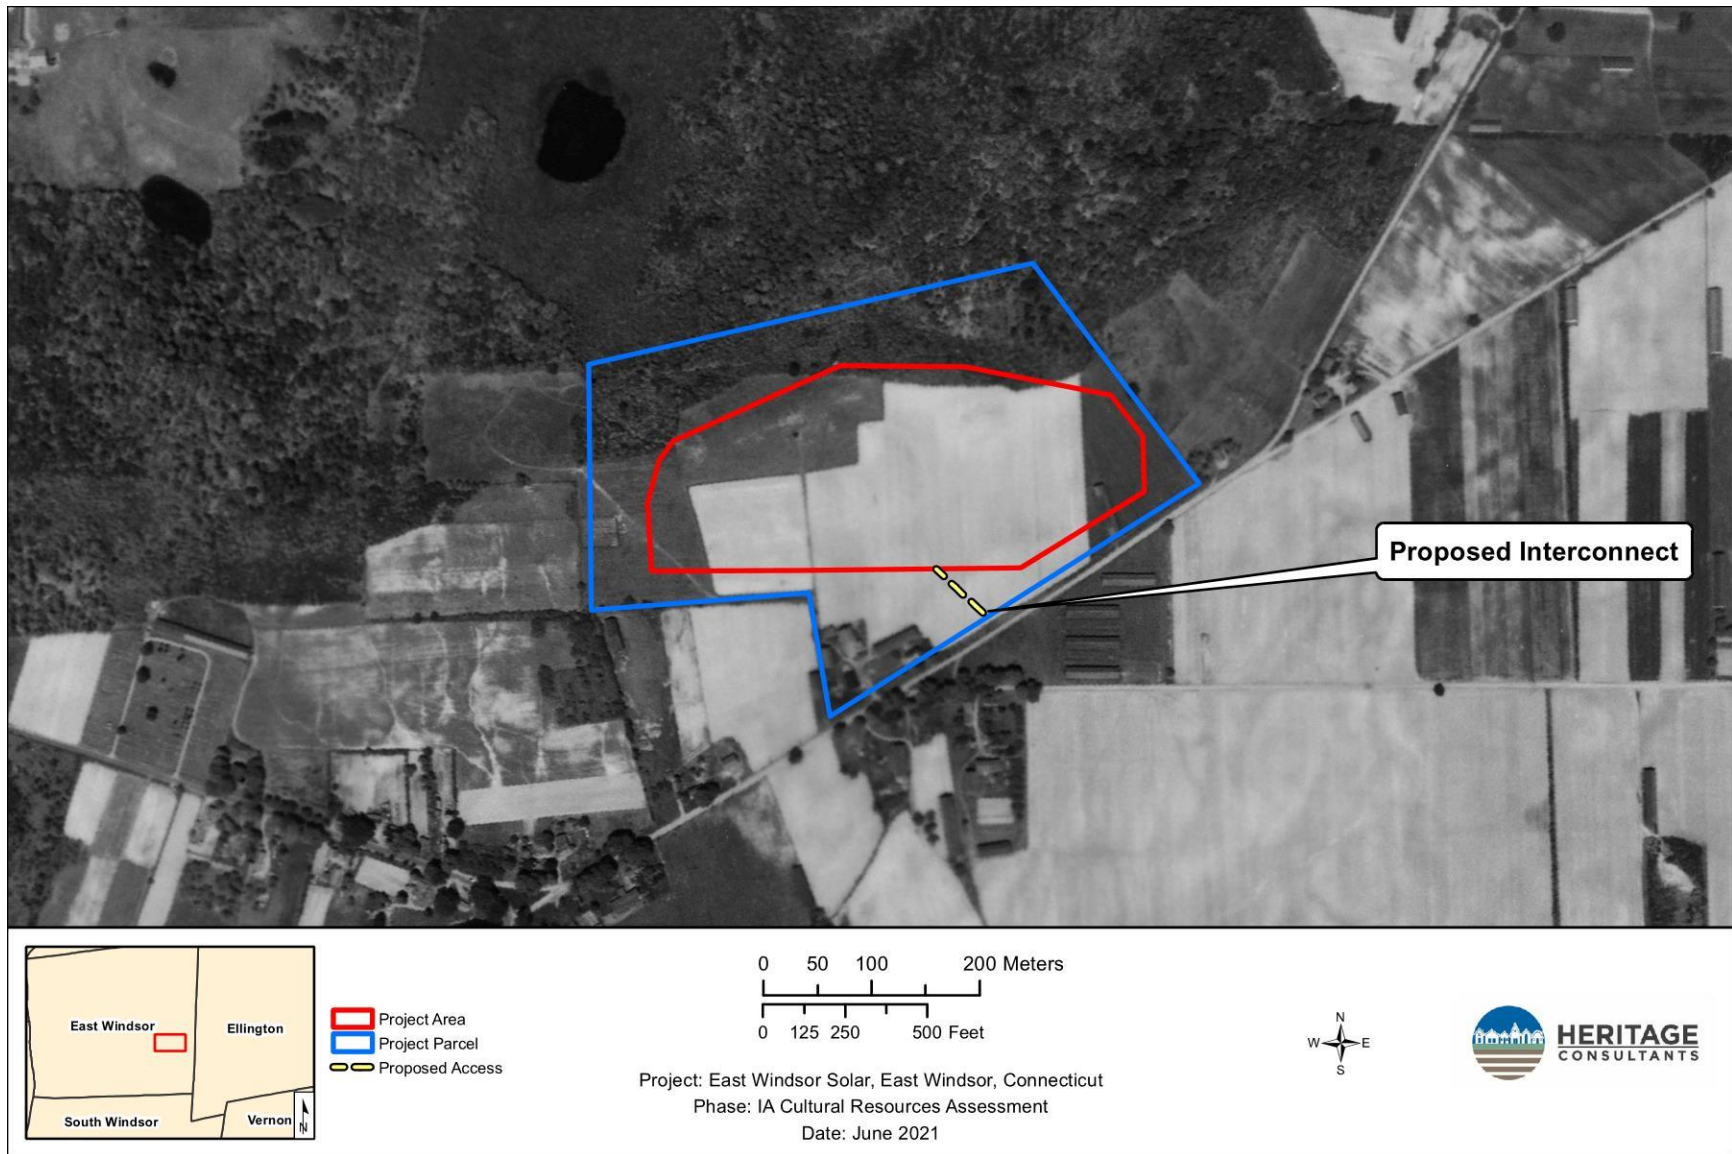 Proposed Interconnect
East Windsor
Ellington
South Windsor
Vernon
N
Project Area
Project Parcel
Proposed Access
0 50 100 200 Meters
0 125 250 500 Feet
Project: East Windsor Solar, East Windsor, Connecticut
Phase: IA Cultural Resources Assessment
Date: June 2021
N
W E
S
HERITAGE
CONSULTANTS